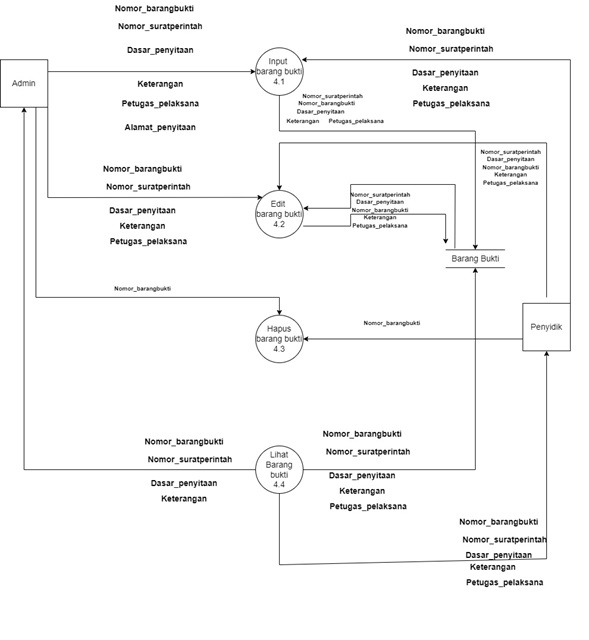 Nomor_barangbukti
Nomor_suratperintah
Dasar_penyitaan
Keterangan
Petugas_pelaksana
Alamat_penyitaan
Admin
Input
barang bukti
4.1
Nomor_barangbukti
Nomor_suratperintah
Dasar_penyitaan
Keterangan
Petugas_pelaksana
Nomor_suratperintah
Nomor_barangbukti
Dasar_penyitaan
Keterangan Petugas_pelaksana
Nomor_barangbukti
Nomor_suratperintah
Dasar_penyitaan
Keterangan
Petugas_pelaksana
Edit
barang bukti
4.2
Nomor_suratperintah
Dasar_penyitaan
Nomor_barangbukti
Keterangan
Petugas_pelaksana
Nomor_suratperintah
Dasar_penyitaan
Nomor_barangbukti
Keterangan
Petugas_pelaksana
Barang Bukti
Nomor_barangbukti
Hapus
barang bukti
4.3
Nomor_barangbukti
Penyidik
Nomor_barangbukti
Nomor_suratperintah
Dasar_penyitaan
Keterangan
Lihat
Barang
bukti
4.4
Nomor_barangbukti
Nomor_suratperintah
Dasar_penyitaan
Keterangan
Petugas_pelaksana
Nomor_barangbukti
Nomor_suratperintah
Dasar_penyitaan
Keterangan
Petugas_pelaksana